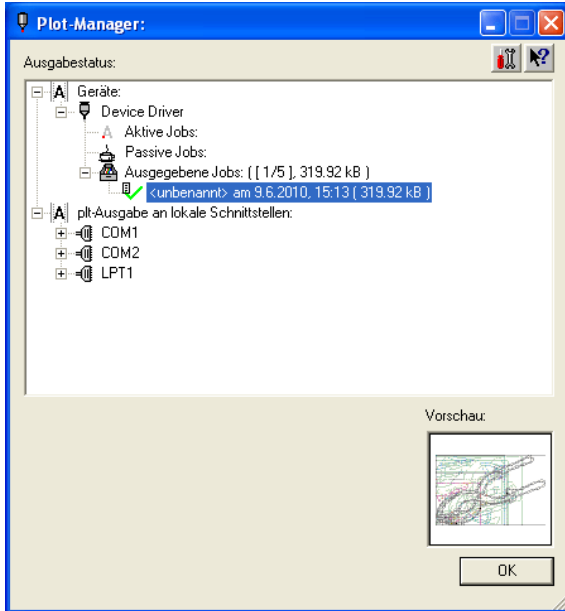 Plot-Manager:
Ausgabestatus:
Geräte:
Device Driver
Aktive Jobs:
Passive Jobs:
Ausgegebene Jobs: ( [ 1/5 ], 319.92 kB )
<unbenannt> am 9.6.2010, 15:13 ( 319.92 kB )
plt-Ausgabe an lokale Schnittstellen:
COM1
COM2
LPT1
Vorschau:
OK